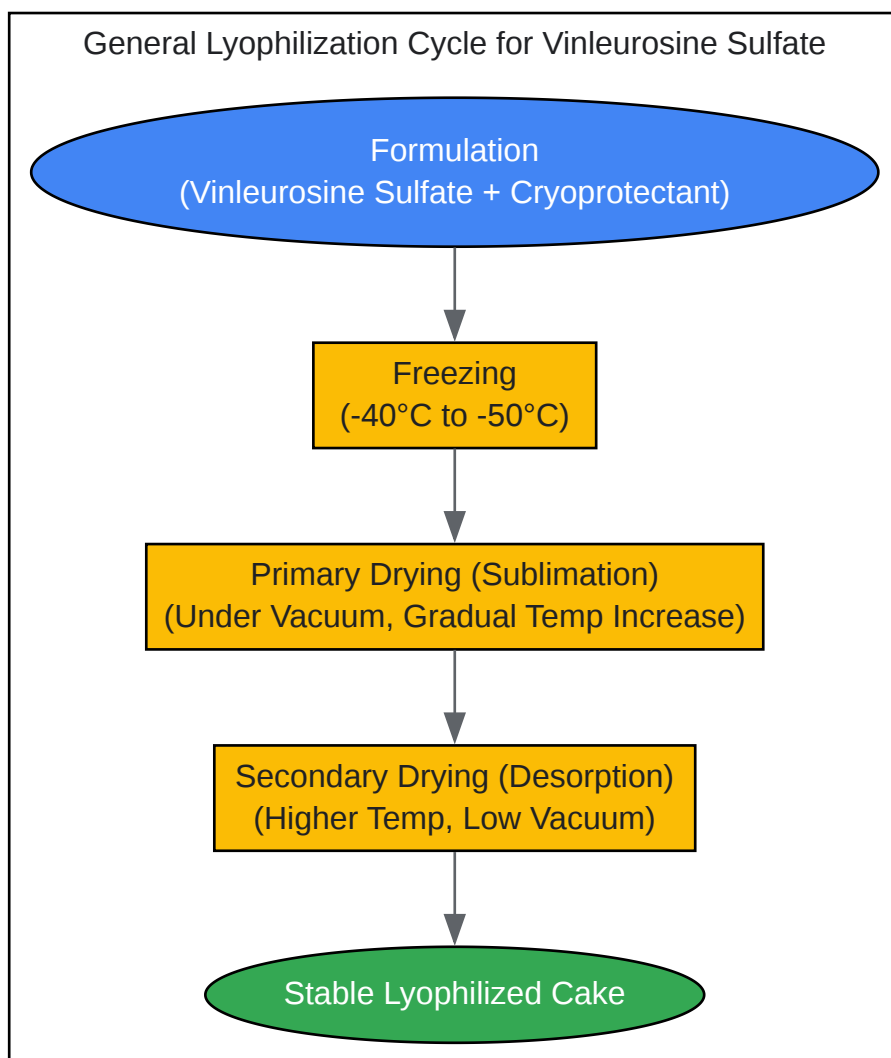 General Lyophilization Cycle for Vinleurosine Sulfate
Formulation
(Vinleurosine Sulfate + Cryoprotectant)
Freezing
(-40°C to -50°C)
Primary Drying (Sublimation)
(Under Vacuum, Gradual Temp Increase)
Secondary Drying (Desorption)
(Higher Temp, Low Vacuum)
Stable Lyophilized Cake